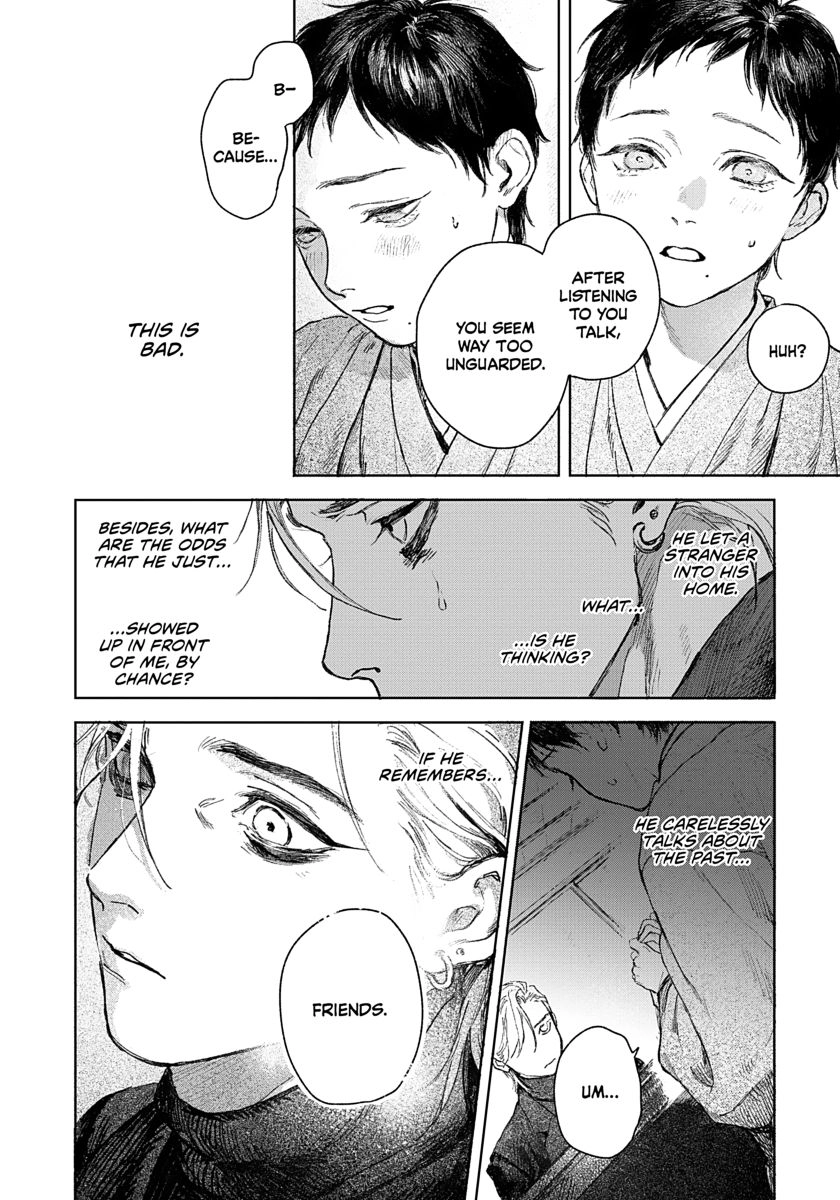 HUH?
AFTER
LISTENING
TO YOU
TALK,
YOU SEEM
WAY TOO
UNGUARDED.
B-
BE-
CAUSE...
THIS IS
BAD.
HE LET A
STRANGER
INTO HIS
HOME.
WHAT...
...IS HE
THINKING?
BESIDES, WHAT
ARE THE ODDS
THAT HE JUST...
...SHOWED
UP IN FRONT
OF ME, BY
CHANCE?
HE CARELESSLY
TALKS ABOUT
THE PAST...
UM...
IF HE
REMEMBERS...
FRIENDS.